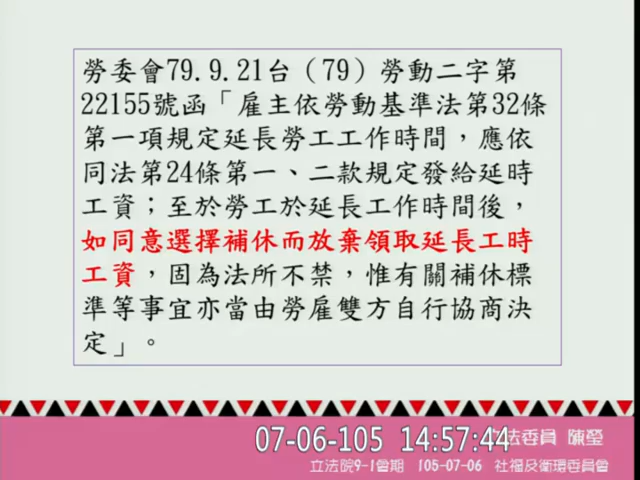 勞委會79.9.21台（79）勞動二字第
22155號函「雇主依勞動基準法第32條
第一項規定延長勞工工作時間，應依
同法第24條第一、二款規定發給延時
工資；至於勞工於延長工作時間後，
如同意選擇補休而放棄領取延長工時
工資，固為法所不禁，惟有關補休標
準等事宜亦當由勞雇雙方自行協商決
定」。
07-06-105 14:57:44
法委員 陳瑩
立法院9-1會期 105-07-06 社福及衛環委員會